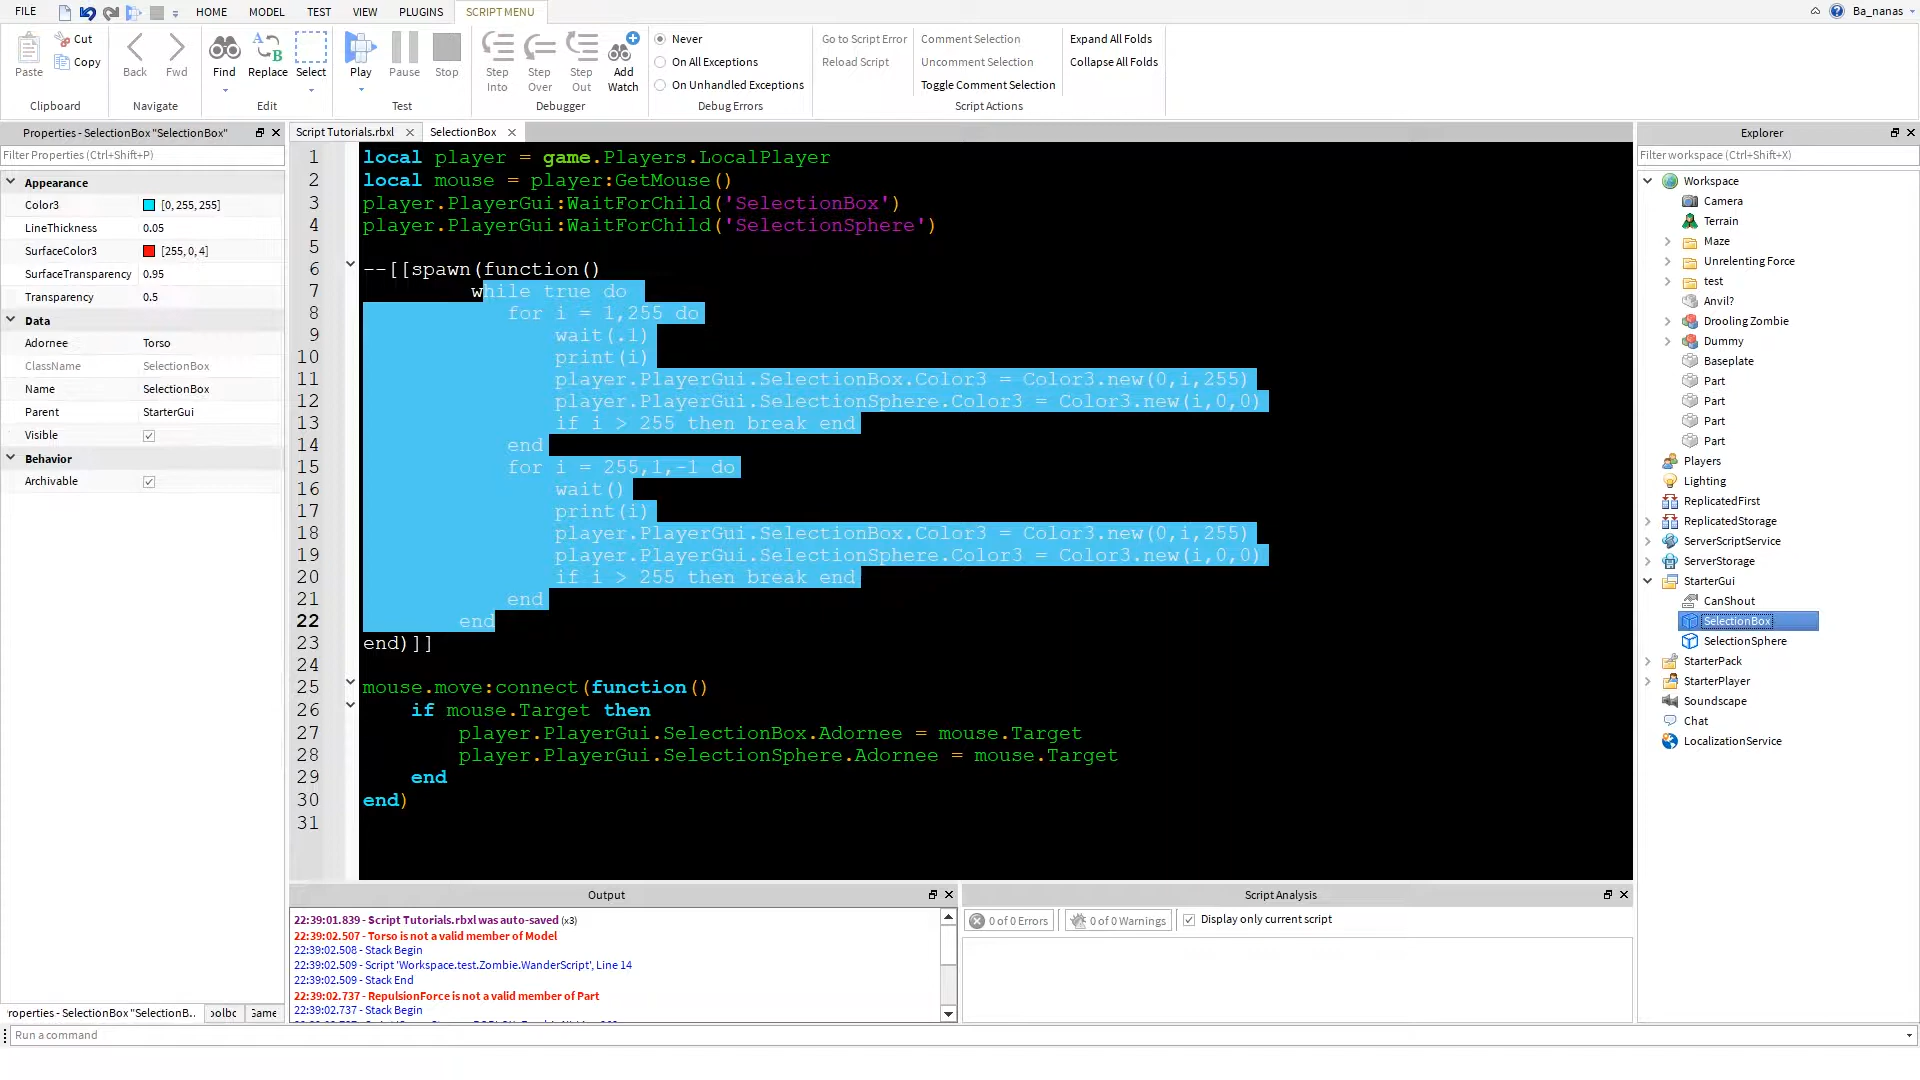 FILE HOME MODEL TEST VIEW PLUGINS SCRIPT MENU Ba_nanas
Paste Cut Copy Clipboard
Back Fwd Navigate
Find Replace Select Edit
Play Pause Stop Test
Step Into Step Over Step Out Add Watch Debugger
Never
On All Exceptions
On Unhandled Exceptions
Debug Errors
Go to Script Error
Reload Script
Comment Selection
Uncomment Selection
Toggle Comment Selection
Expand All Folds
Collapse All Folds
Script Actions
Properties - SelectionBox "SelectionBox"
Filter Properties (Ctrl+Shift+P)
Appearance
Color3 [0, 255, 255]
LineThickness 0.05
SurfaceColor3 [255, 0, 4]
SurfaceTransparency 0.95
Transparency 0.5
Data
Adornee Torso
ClassName SelectionBox
Name SelectionBox
Parent StarterGui
Visible
Behavior
Archivable
roperties - SelectionBox "SelectionB...
Script Tutorials.rbxl SelectionBox
1 local player = game.Players.LocalPlayer
2 local mouse = player:GetMouse()
3 player.PlayerGui:WaitForChild('SelectionBox')
4 player.PlayerGui:WaitForChild('SelectionSphere')
5
6 --[[spawn(function()
7 while true do
8 for i = 1,255 do
9 wait(.1)
10 print(i)
11 player.PlayerGui.SelectionBox.Color3 = Color3.new(0,i,255)
12 player.PlayerGui.SelectionSphere.Color3 = Color3.new(i,0,0)
13 if i > 255 then break end
14 end
15 for i = 255,1,-1 do
16 wait()
17 print(i)
18 player.PlayerGui.SelectionBox.Color3 = Color3.new(0,i,255)
19 player.PlayerGui.SelectionSphere.Color3 = Color3.new(i,0,0)
20 if i > 255 then break end
21 end
22 end
23 end)]]
24
25 mouse.move:connect(function()
26 if mouse.Target then
27 player.PlayerGui.SelectionBox.Adornee = mouse.Target
28 player.PlayerGui.SelectionSphere.Adornee = mouse.Target
29 end
30 end)
31
Output
22:39:01.839 - Script Tutorials.rbxl was auto-saved (x3)
22:39:02.507 - Torso is not a valid member of Model
22:39:02.508 - Stack Begin
22:39:02.509 - Script 'Workspace.test.Zombie.WanderScript', Line 14
22:39:02.509 - Stack End
22:39:02.737 - RepulsionForce is not a valid member of Part
22:39:02.737 - Stack Begin
Script Analysis
0 of 0 Errors 0 of 0 Warnings Display only current script
Explorer
Filter workspace (Ctrl+Shift+X)
Workspace
Camera
Terrain
Maze
Unrelenting Force
test
Anvil?
Drooling Zombie
Dummy
Baseplate
Part
Part
Part
Part
Players
Lighting
ReplicatedFirst
ReplicatedStorage
ServerScriptService
ServerStorage
StarterGui
CanShout
SelectionBox
SelectionSphere
StarterPack
StarterPlayer
Soundscape
Chat
LocalizationService
Run a command